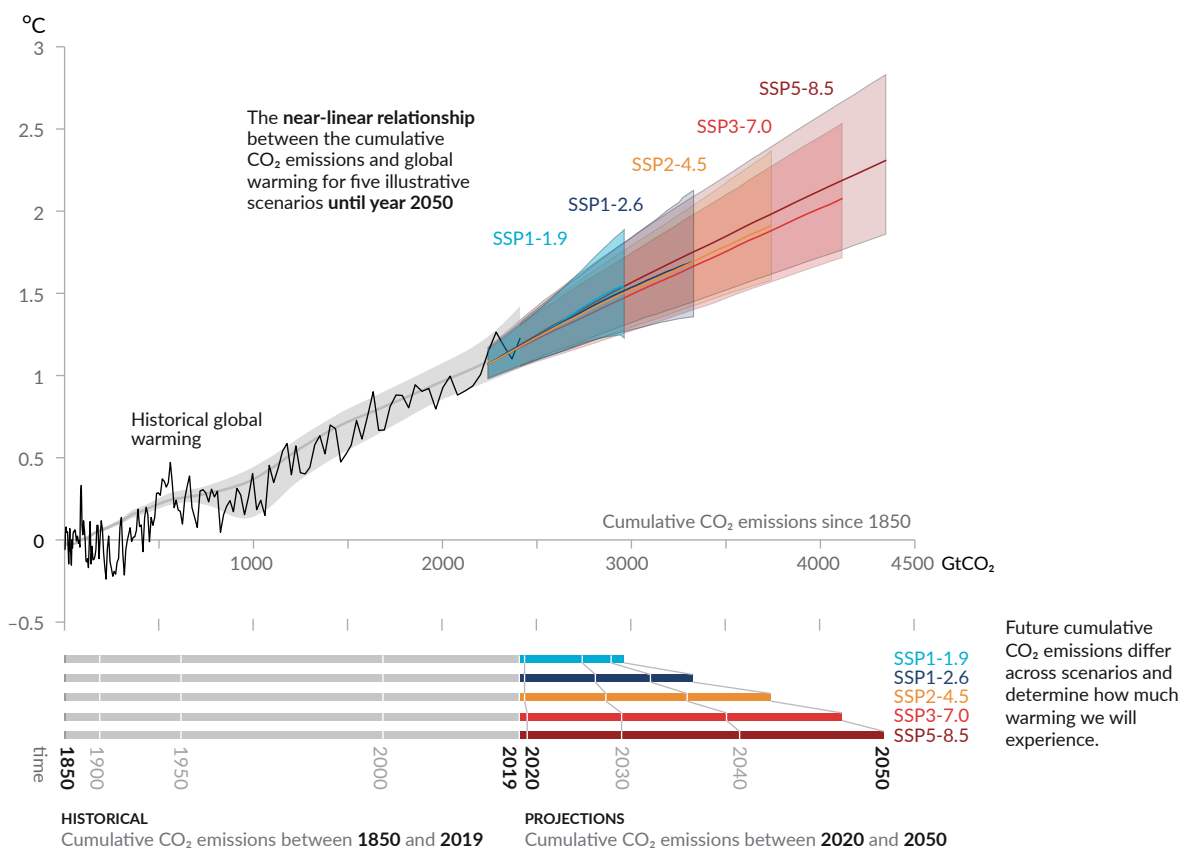 °C
3
2.5
2
1.5
1
0.5
0
−0.5
The near-linear relationship
between the cumulative
CO₂ emissions and global
warming for five illustrative
scenarios until year 2050
SSP5-8.5
SSP3-7.0
SSP2-4.5
SSP1-2.6
SSP1-1.9
Historical global
warming
Cumulative CO₂ emissions since 1850
1000
2000
3000
4000
4500
GtCO₂
SSP1-1.9
SSP1-2.6
SSP2-4.5
SSP3-7.0
SSP5-8.5
Future cumulative
CO₂ emissions differ
across scenarios and
determine how much
warming we will
experience.
time
1850
1900
1950
2000
2019
2020
2030
2040
2050
HISTORICAL
Cumulative CO₂ emissions between 1850 and 2019
PROJECTIONS
Cumulative CO₂ emissions between 2020 and 2050